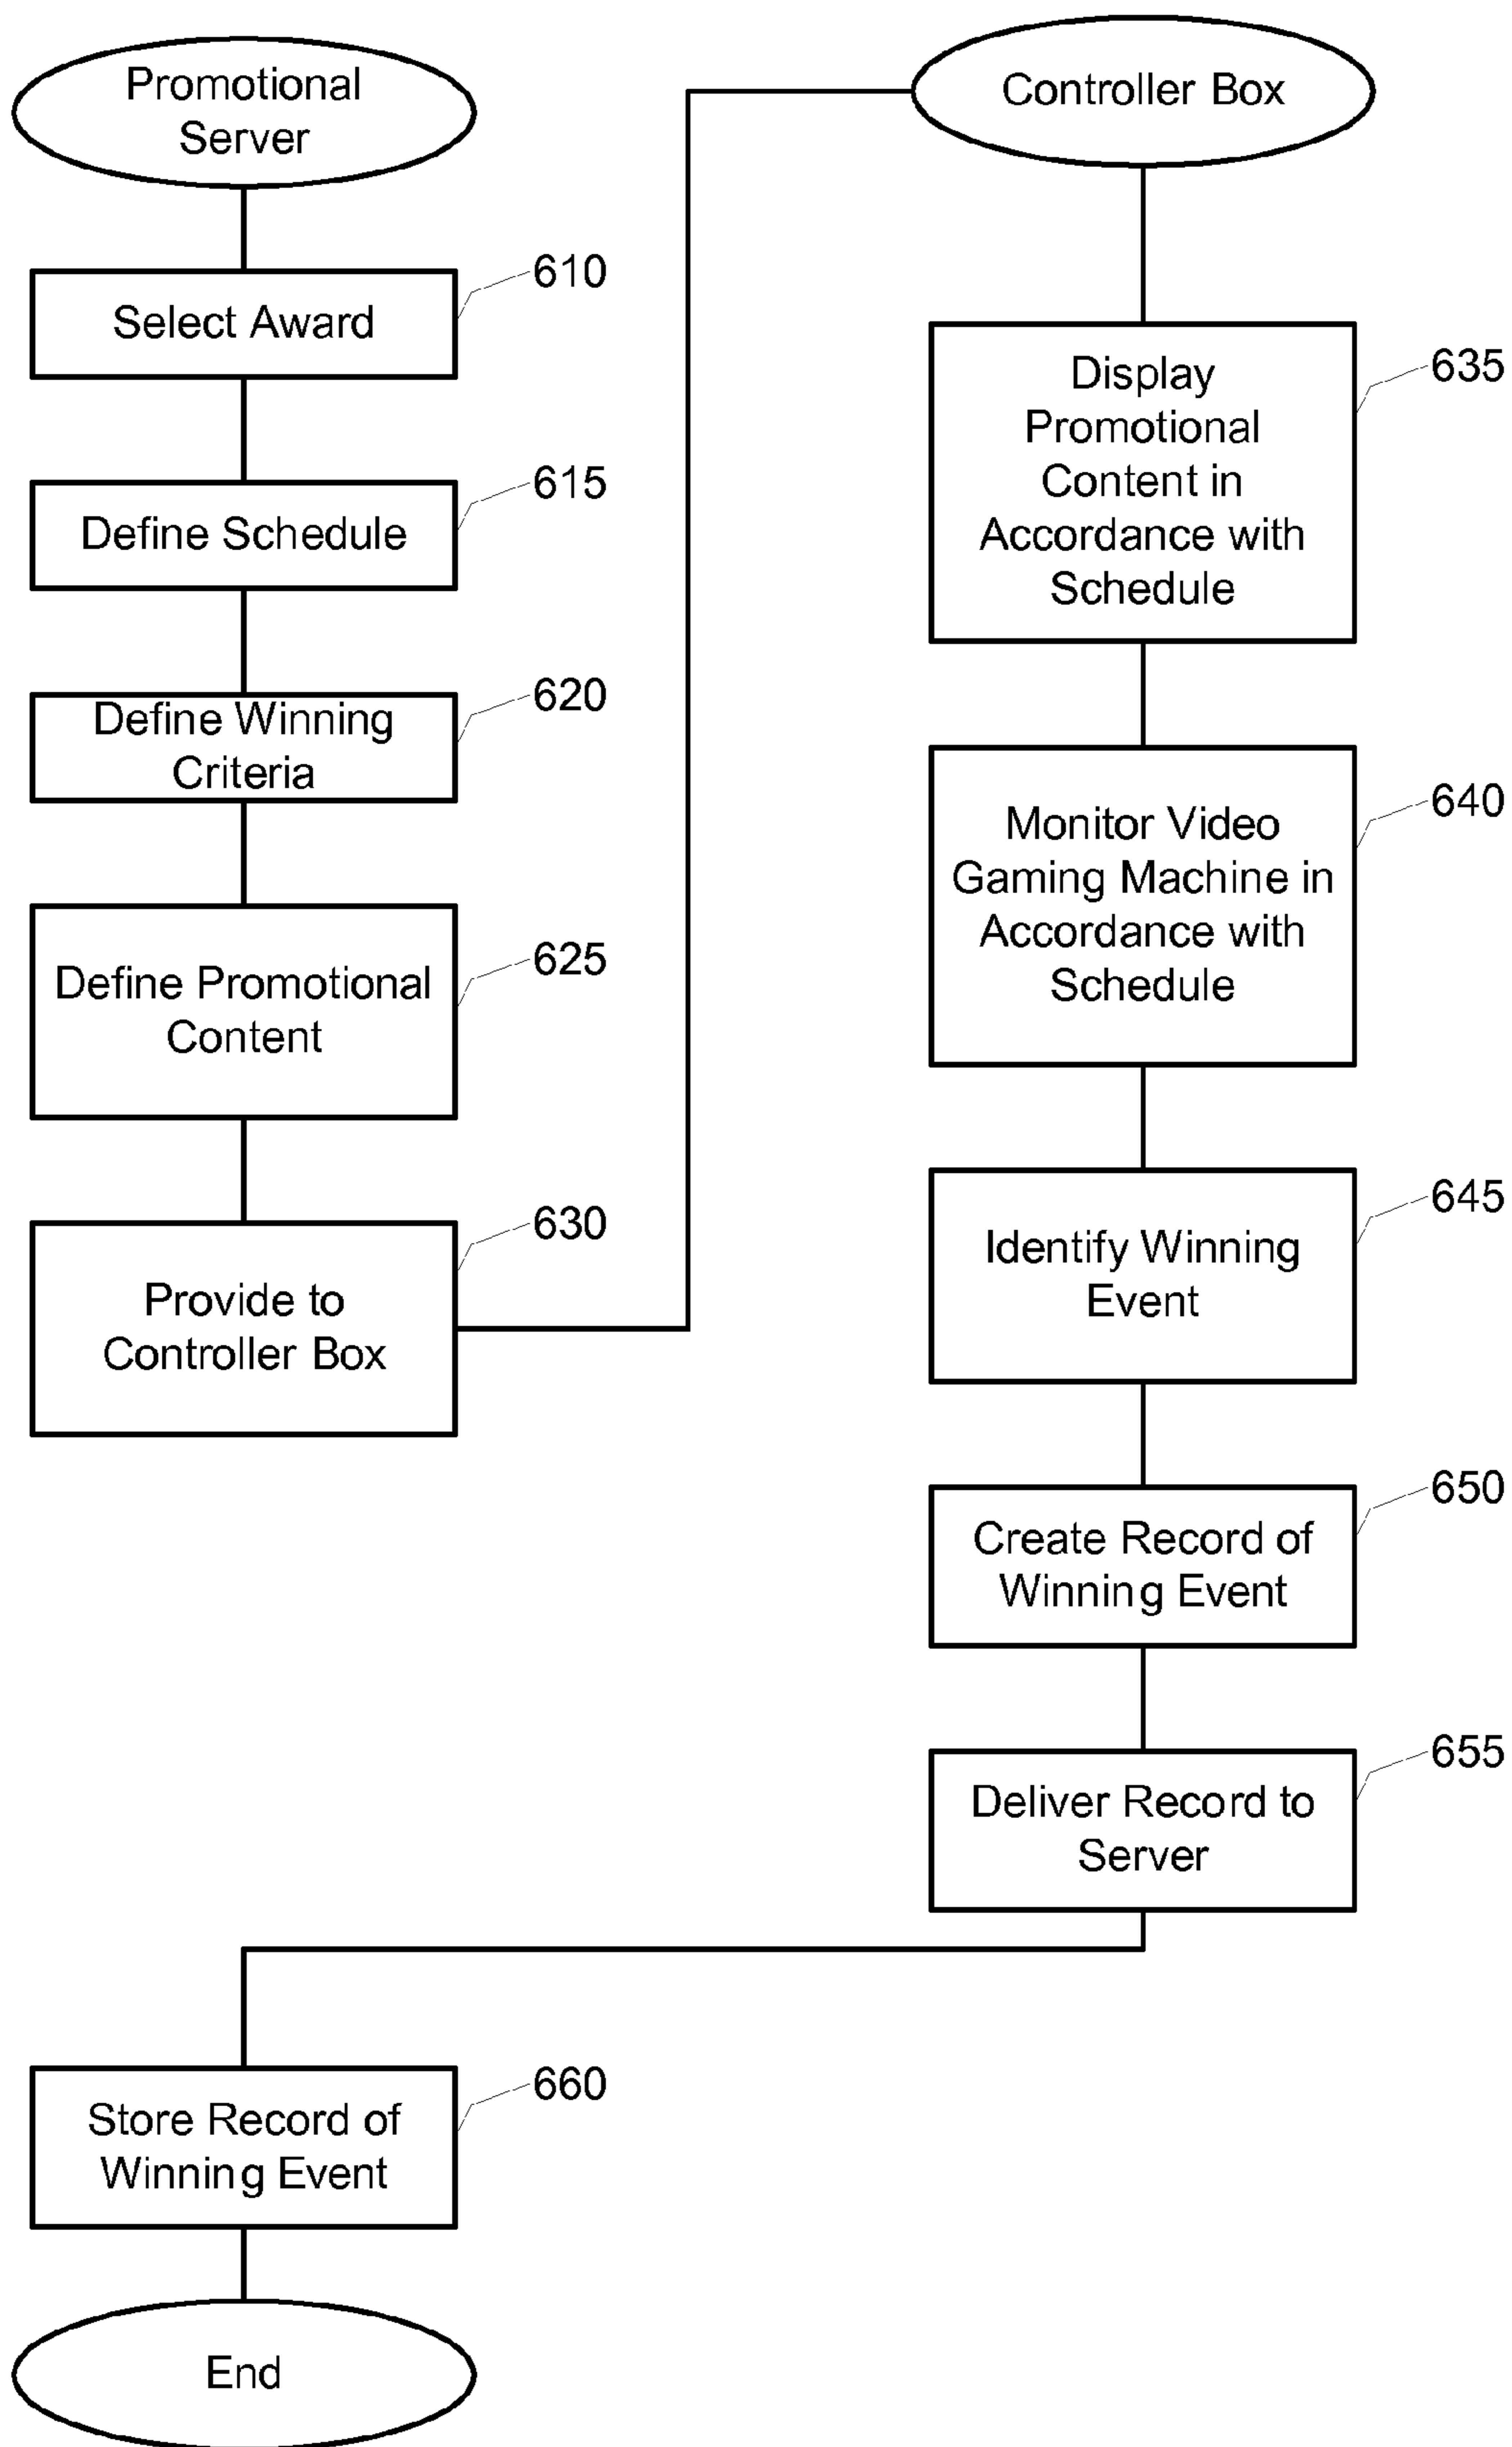 Promotional
Server
Select Award
610
Define Schedule
615
Define Winning
Criteria
620
Define Promotional
Content
625
Provide to
Controller Box
630
Controller Box
Display
Promotional
Content in
Accordance with
Schedule
635
Monitor Video
Gaming Machine in
Accordance with
Schedule
640
Identify Winning
Event
645
Create Record of
Winning Event
650
Deliver Record to
Server
655
Store Record of
Winning Event
660
End